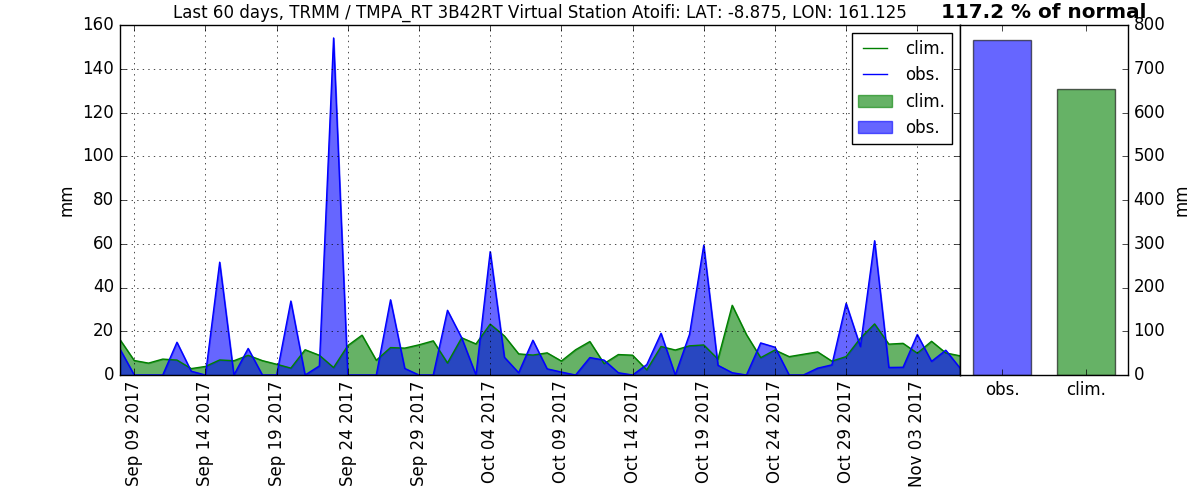 Last 60 days, TRMM / TMPA_RT 3B42RT Virtual Station Atoifi: LAT: -8.875, LON: 161.125
117.2 % of normal
160
140
120
100
80
60
40
20
0
mm
clim.
obs.
clim.
obs.
Sep 09 2017
Sep 14 2017
Sep 19 2017
Sep 24 2017
Sep 29 2017
Oct 04 2017
Oct 09 2017
Oct 14 2017
Oct 19 2017
Oct 24 2017
Oct 29 2017
Nov 03 2017
800
700
600
500
400
300
200
100
0
mm
obs.
clim.